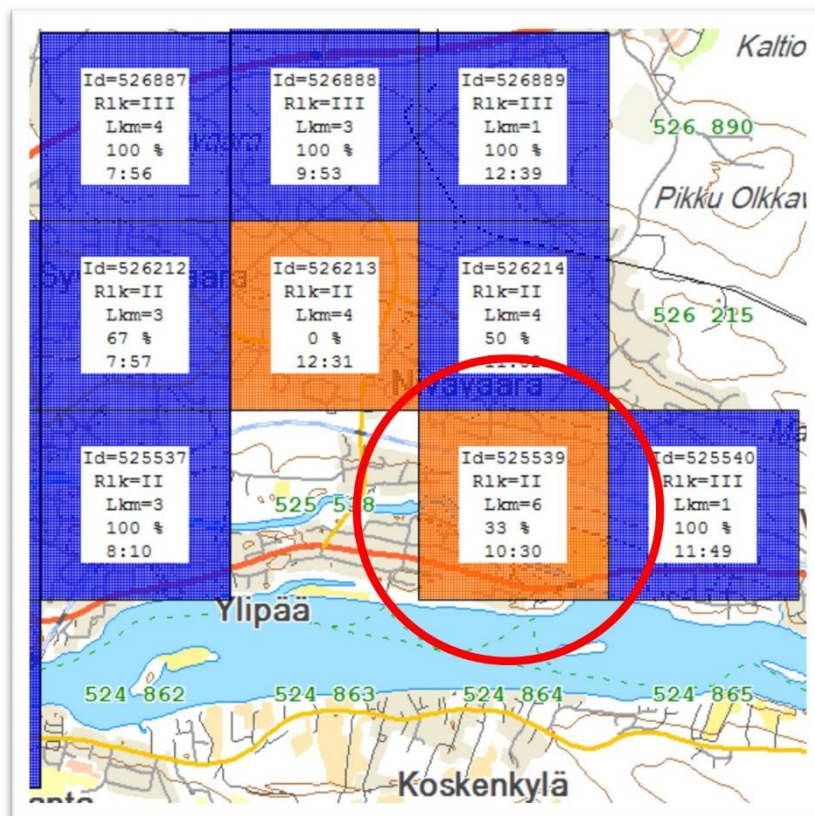 Kaltio
Id=526887
Rlk=III
Lkm=4
100 %
7:56
Id=526888
Rlk=III
Lkm=3
100 %
9:53
Id=526889
Rlk=III
Lkm=1
100 %
12:39
526 890
Pikku Olkkav
Id=526212
Rlk=II
Lkm=3
67 %
7:57
Id=526213
Rlk=II
Lkm=4
0 %
12:31
Id=526214
Rlk=II
Lkm=4
50 %
11:02
526 215
Nivavaara
Id=525537
Rlk=II
Lkm=3
100 %
8:10
525 538
Id=525539
Rlk=II
Lkm=6
33 %
10:30
Id=525540
Rlk=III
Lkm=1
100 %
11:49
Ylipää
524 862
524 863
524 864
524 865
Koskenkylä